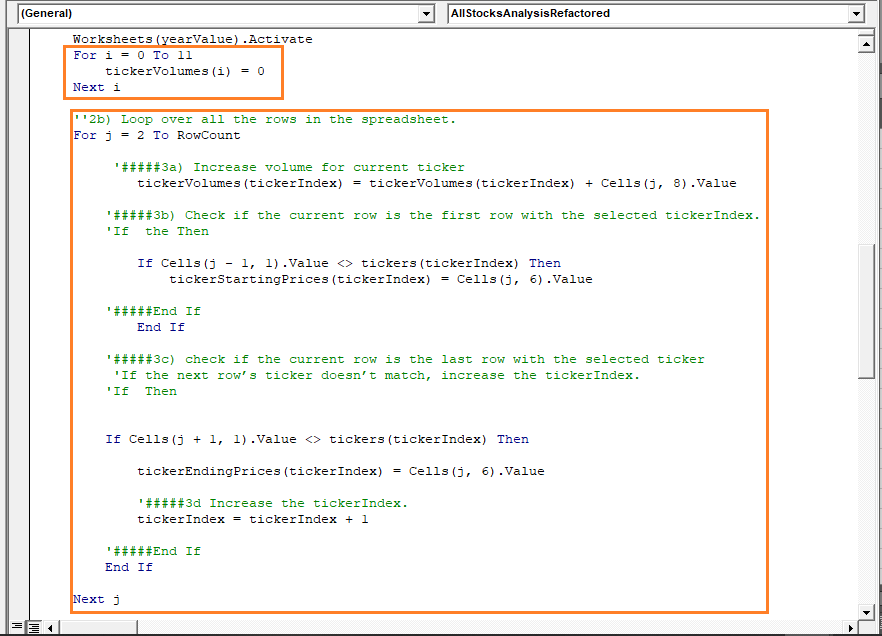 (General)
AllStocksAnalysisRefactored
Worksheets(yearValue).Activate
For i = 0 To 11
tickerVolumes(i) = 0
Next i
''2b) Loop over all the rows in the spreadsheet.
For j = 2 To RowCount
'#####3a) Increase volume for current ticker
tickerVolumes(tickerIndex) = tickerVolumes(tickerIndex) + Cells(j, 8).Value
'#####3b) Check if the current row is the first row with the selected tickerIndex.
'If  the Then
If Cells(j - 1, 1).Value <> tickers(tickerIndex) Then
tickerStartingPrices(tickerIndex) = Cells(j, 6).Value
'#####End If
End If
'#####3c) check if the current row is the last row with the selected ticker
'If the next row’s ticker doesn’t match, increase the tickerIndex.
'If  Then
If Cells(j + 1, 1).Value <> tickers(tickerIndex) Then
tickerEndingPrices(tickerIndex) = Cells(j, 6).Value
'#####3d Increase the tickerIndex.
tickerIndex = tickerIndex + 1
'#####End If
End If
Next j